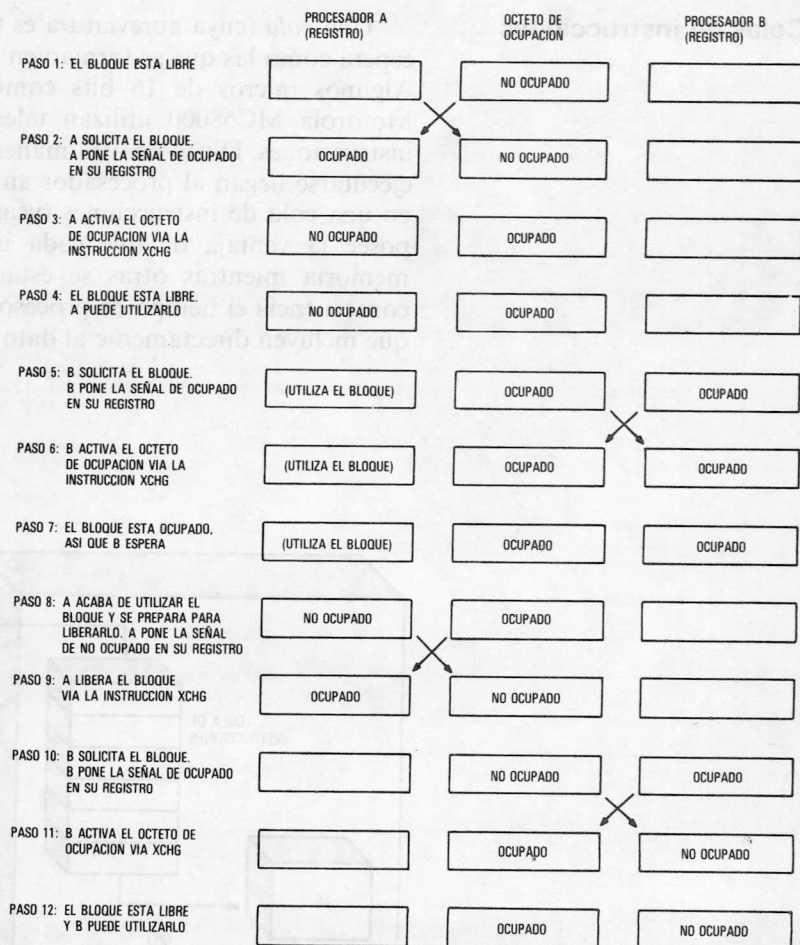 PROCESADOR A
(REGISTRO)
OCTETO DE
OCUPACION
PROCESADOR B
(REGISTRO)
PASO 1: EL BLOQUE ESTA LIBRE
NO OCUPADO
PASO 2: A SOLICITA EL BLOQUE.
A PONE LA SEÑAL DE OCUPADO
EN SU REGISTRO
OCUPADO
NO OCUPADO
PASO 3: A ACTIVA EL OCTETO
DE OCUPACION VIA LA
INSTRUCCION XCHG
NO OCUPADO
OCUPADO
PASO 4: EL BLOQUE ESTA LIBRE.
A PUEDE UTILIZARLO
NO OCUPADO
OCUPADO
PASO 5: B SOLICITA EL BLOQUE.
B PONE LA SEÑAL DE OCUPADO
EN SU REGISTRO
(UTILIZA EL BLOQUE)
OCUPADO
OCUPADO
PASO 6: B ACTIVA EL OCTETO
DE OCUPACION VIA LA
INSTRUCCION XCHG
(UTILIZA EL BLOQUE)
OCUPADO
OCUPADO
PASO 7: EL BLOQUE ESTA OCUPADO,
ASI QUE B ESPERA
(UTILIZA EL BLOQUE)
OCUPADO
OCUPADO
PASO 8: A ACABA DE UTILIZAR EL
BLOQUE Y SE PREPARA PARA
LIBERARLO. A PONE LA SEÑAL
DE NO OCUPADO EN SU REGISTRO
NO OCUPADO
OCUPADO
PASO 9: A LIBERA EL BLOQUE
VIA LA INSTRUCCION XCHG
OCUPADO
NO OCUPADO
PASO 10: B SOLICITA EL BLOQUE.
B PONE LA SEÑAL DE OCUPADO
EN SU REGISTRO
NO OCUPADO
OCUPADO
PASO 11: B ACTIVA EL OCTETO DE
OCUPACION VIA XCHG
OCUPADO
NO OCUPADO
PASO 12: EL BLOQUE ESTA LIBRE
Y B PUEDE UTILIZARLO
OCUPADO
NO OCUPADO